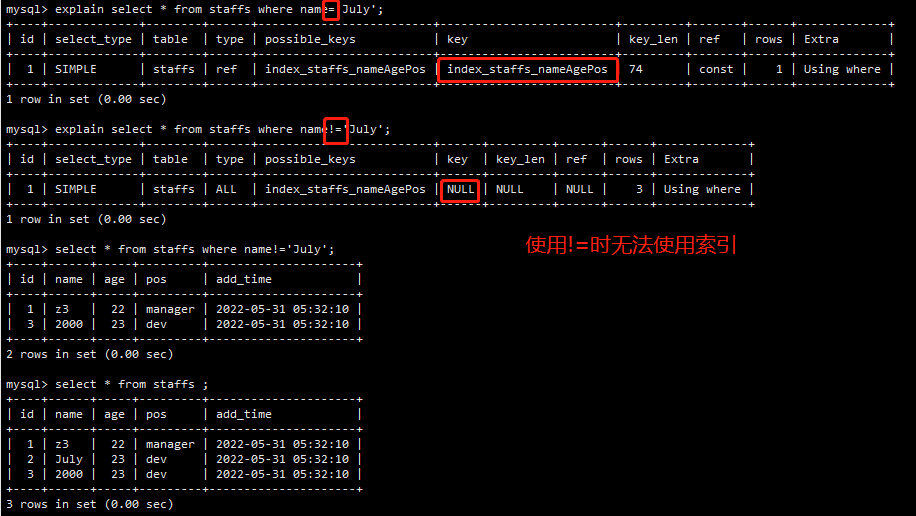 mysql> explain select * from staffs where name='July';
+----+-------------+--------+------+-------------------------+-------------------------+---------+-------+------+-------------+
| id | select_type | table  | type | possible_keys           | key                     | key_len | ref   | rows | Extra       |
+----+-------------+--------+------+-------------------------+-------------------------+---------+-------+------+-------------+
|  1 | SIMPLE      | staffs | ref  | index_staffs_nameAgePos | index_staffs_nameAgePos | 74      | const |    1 | Using where |
+----+-------------+--------+------+-------------------------+-------------------------+---------+-------+------+-------------+
1 row in set (0.00 sec)
mysql> explain select * from staffs where name!='July';
+----+-------------+--------+------+-------------------------+------+---------+------+------+-------------+
| id | select_type | table  | type | possible_keys           | key  | key_len | ref  | rows | Extra       |
+----+-------------+--------+------+-------------------------+------+---------+------+------+-------------+
|  1 | SIMPLE      | staffs | ALL  | index_staffs_nameAgePos | NULL | NULL    | NULL |    3 | Using where |
+----+-------------+--------+------+-------------------------+------+---------+------+------+-------------+
1 row in set (0.00 sec)
使用!=时无法使用索引
mysql> select * from staffs where name!='July';
+----+------+-----+---------+---------------------+
| id | name | age | pos     | add_time            |
+----+------+-----+---------+---------------------+
|  1 | z3   |  22 | manager | 2022-05-31 05:32:10 |
|  3 | 2000 |  23 | dev     | 2022-05-31 05:32:10 |
+----+------+-----+---------+---------------------+
2 rows in set (0.00 sec)
mysql> select * from staffs ;
+----+------+-----+---------+---------------------+
| id | name | age | pos     | add_time            |
+----+------+-----+---------+---------------------+
|  1 | z3   |  22 | manager | 2022-05-31 05:32:10 |
|  2 | July |  23 | dev     | 2022-05-31 05:32:10 |
|  3 | 2000 |  23 | dev     | 2022-05-31 05:32:10 |
+----+------+-----+---------+---------------------+
3 rows in set (0.00 sec)